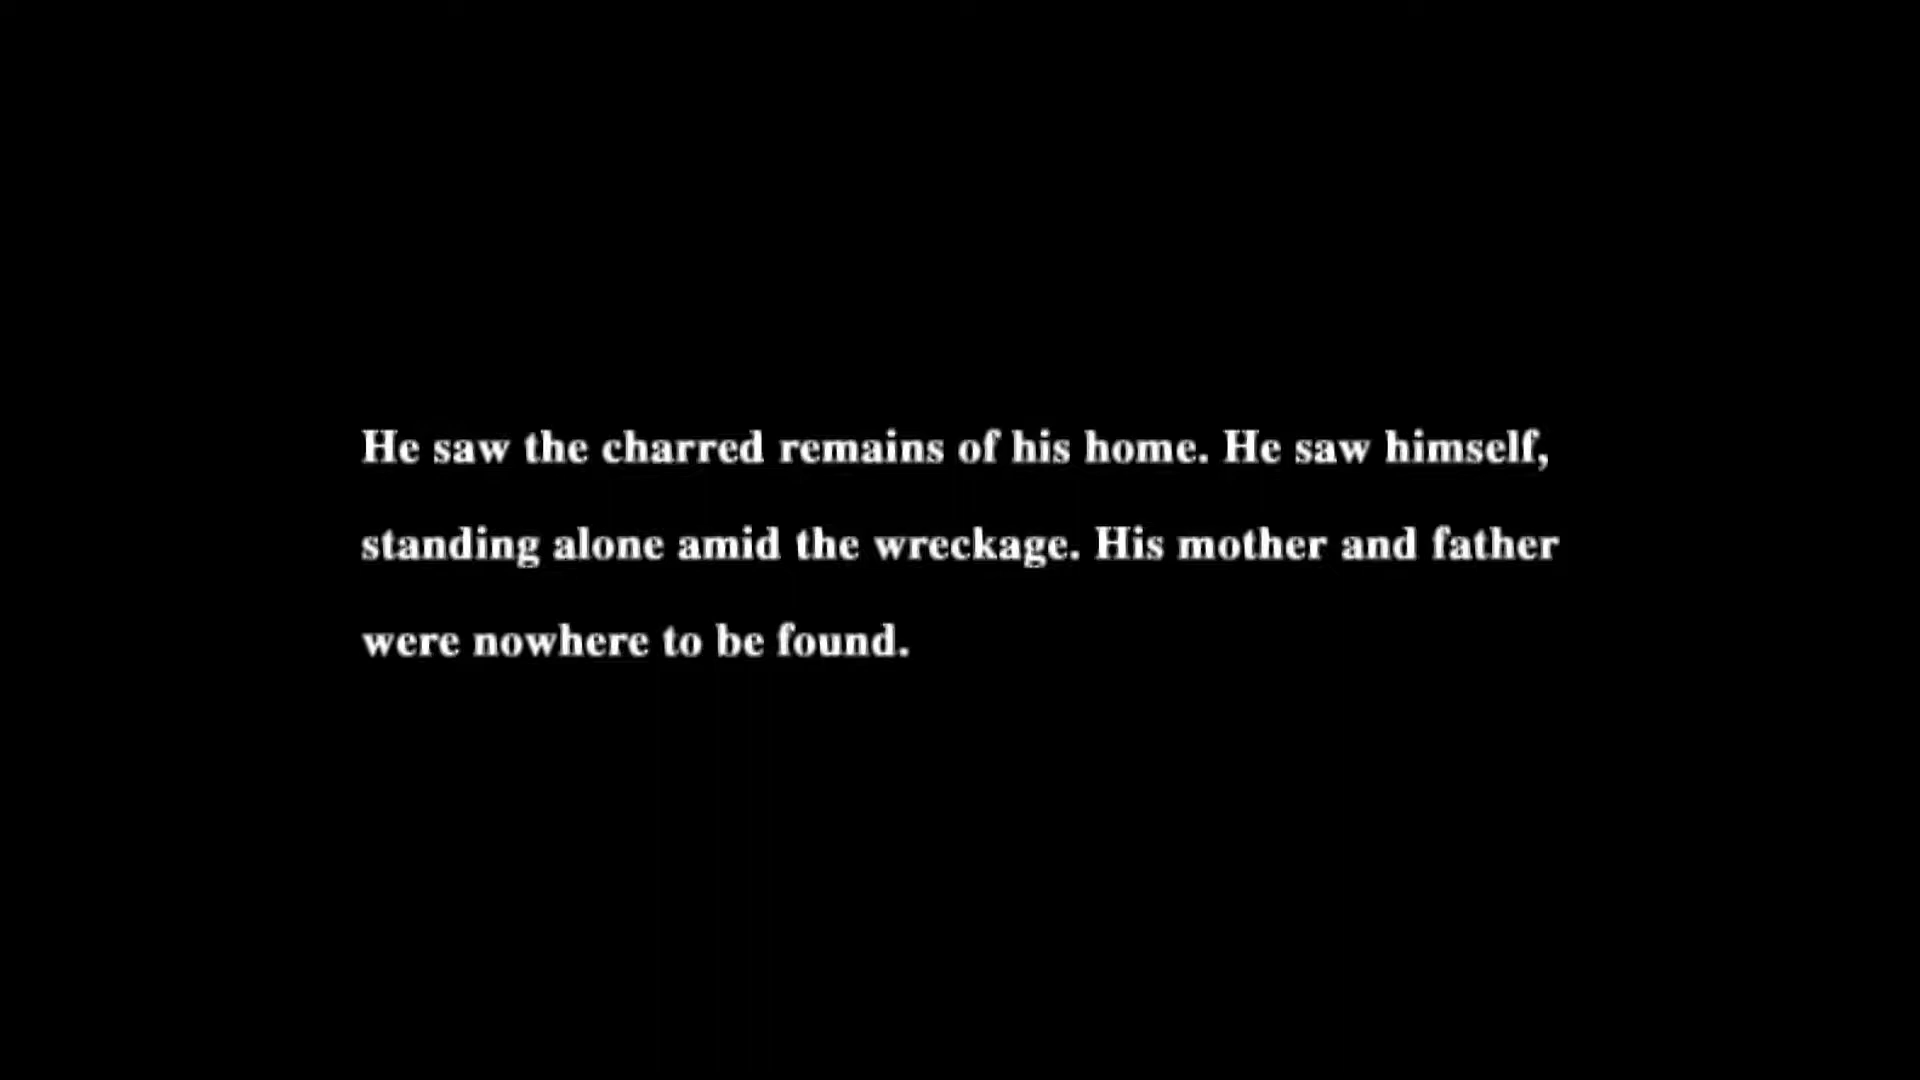 He saw the charred remains of his home. He saw himself,
standing alone amid the wreckage. His mother and father
were nowhere to be found.